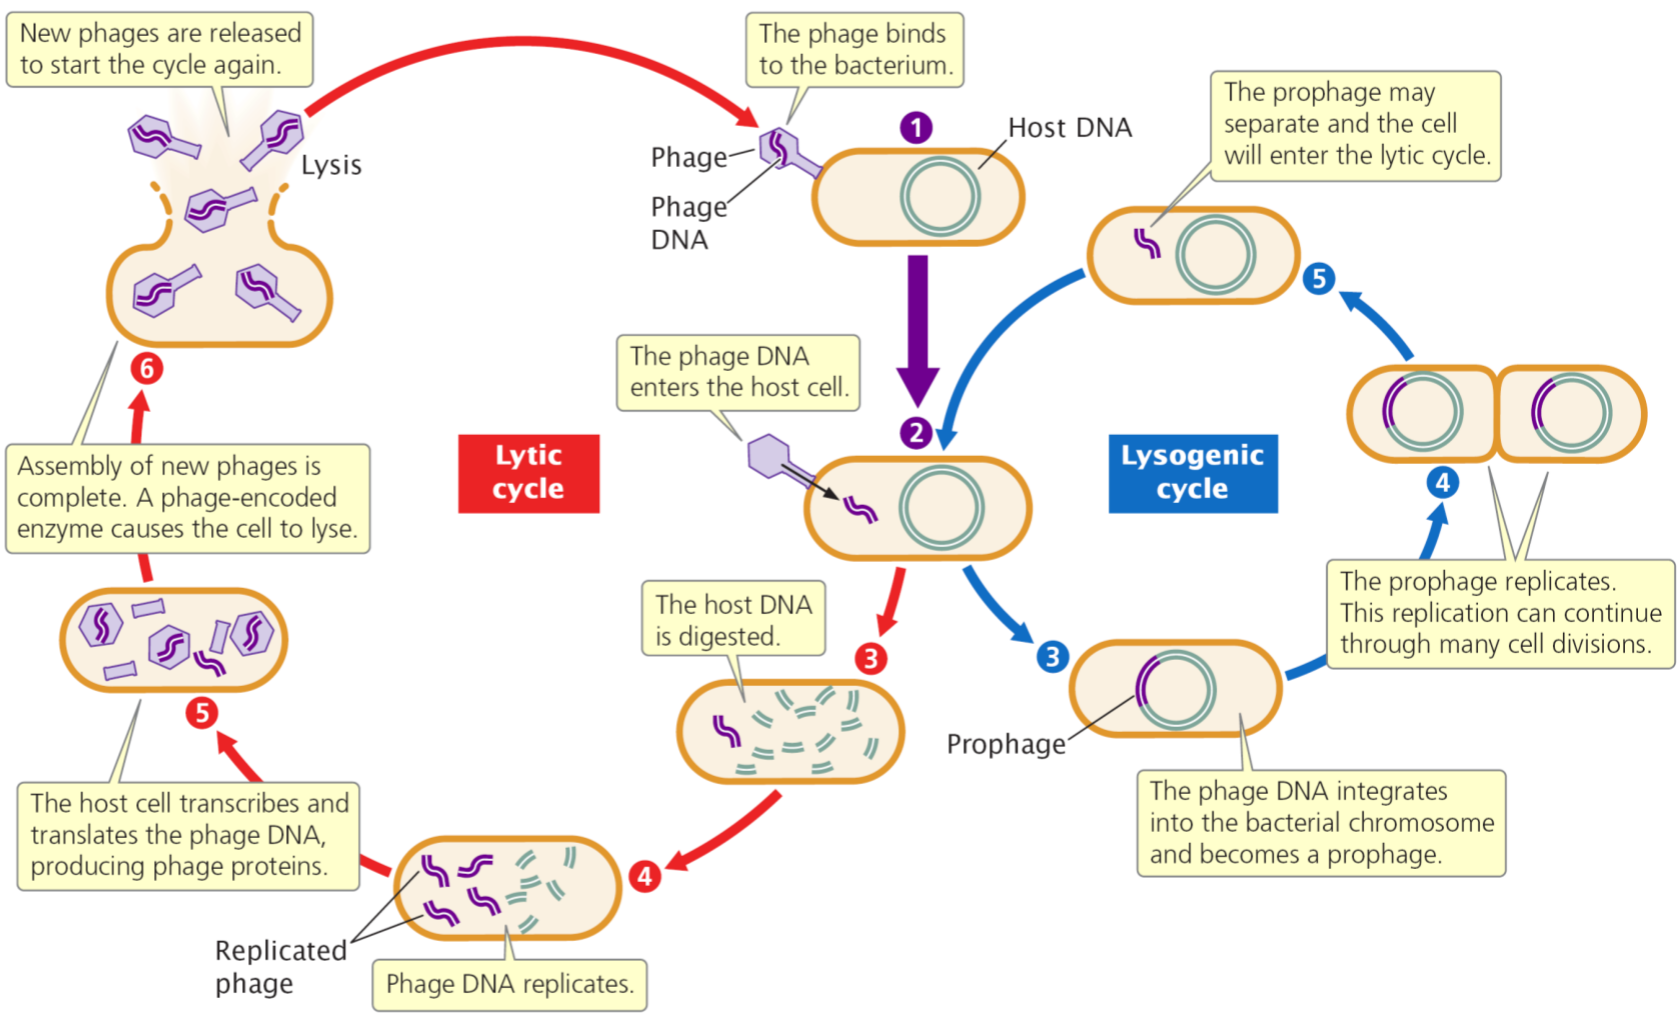 New phages are released
to start the cycle again.
Lysis
The phage binds
to the bacterium.
1
Host DNA
Phage
Phage
DNA
The prophage may
separate and the cell
will enter the lytic cycle.
5
The phage DNA
enters the host cell.
2
Lytic
cycle
Lysogenic
cycle
6
Assembly of new phages is
complete. A phage-encoded
enzyme causes the cell to lyse.
4
The prophage replicates.
This replication can continue
through many cell divisions.
The host DNA
is digested.
3
3
Prophage
The phage DNA integrates
into the bacterial chromosome
and becomes a prophage.
5
The host cell transcribes and
translates the phage DNA,
producing phage proteins.
4
Replicated
phage
Phage DNA replicates.